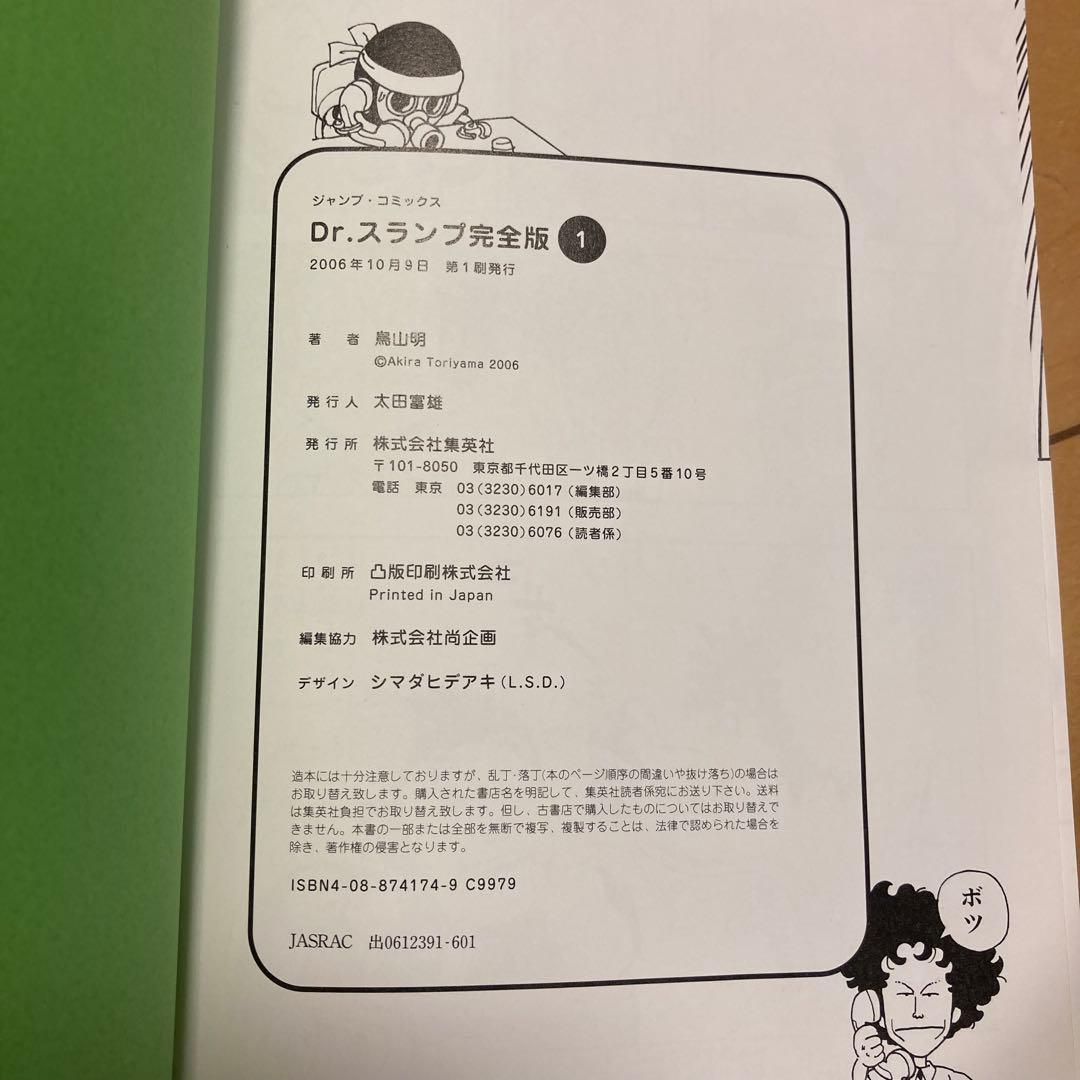 ジャンプ・コミックス
Dr.スランプ完全版 1
2006年10月9日 第1刷発行
著者 鳥山明
©Akira Toriyama 2006
発行人 太田富雄
発行所 株式会社集英社
〒101-8050 東京都千代田区一ツ橋2丁目5番10号
電話 東京 03(3230)6017(編集部)
03(3230)6191(販売部)
03(3230)6076(読者係)
印刷所 凸版印刷株式会社
Printed in Japan
編集協力 株式会社尚企画
デザイン シマダヒデアキ(L.S.D.)
造本には十分注意しておりますが、乱丁・落丁(本のページ順序の間違いや抜け落ち)の場合は
お取り替え致します。購入された書店名を明記して、集英社読者係宛にお送り下さい。送料
は集英社負担でお取り替え致します。但し、古書店で購入したものについてはお取り替えで
きません。本書の一部または全部を無断で複写、複製することは、法律で認められた場合を
除き、著作権の侵害となります。
ISBN4-08-874174-9 C9979
JASRAC 出0612391-601
ボツ